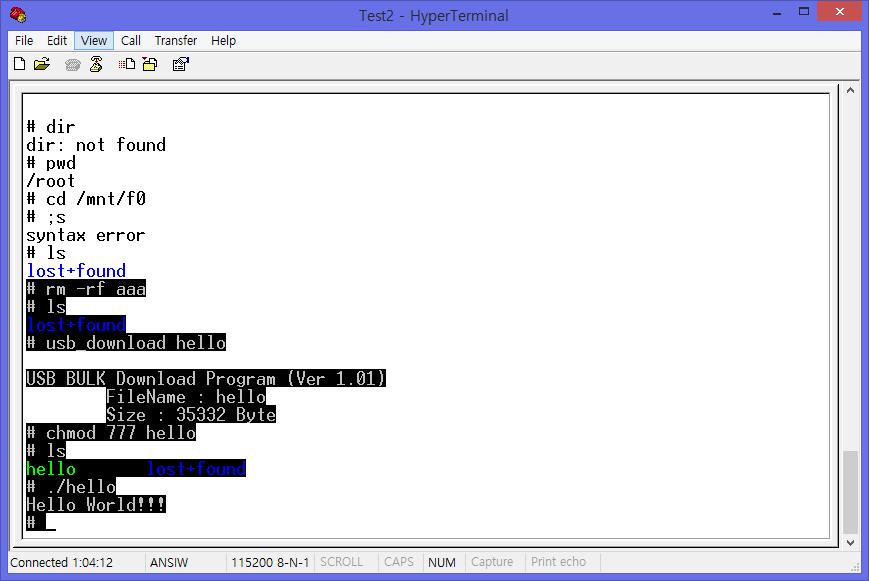 Test2 - HyperTerminal
File Edit View Call Transfer Help
# dir
dir: not found
# pwd
/root
# cd /mnt/f0
# ;s
syntax error
# ls
lost+found
# rm -rf aaa
# ls
lost+found
# usb_download hello
USB BULK Download Program (Ver 1.01)
FileName : hello
Size : 35332 Byte
# chmod 777 hello
# ls
hello lost+found
# ./hello
Hello World!!!
# _
Connected 1:04:12 ANSIW 115200 8-N-1 SCROLL CAPS NUM Capture Print echo